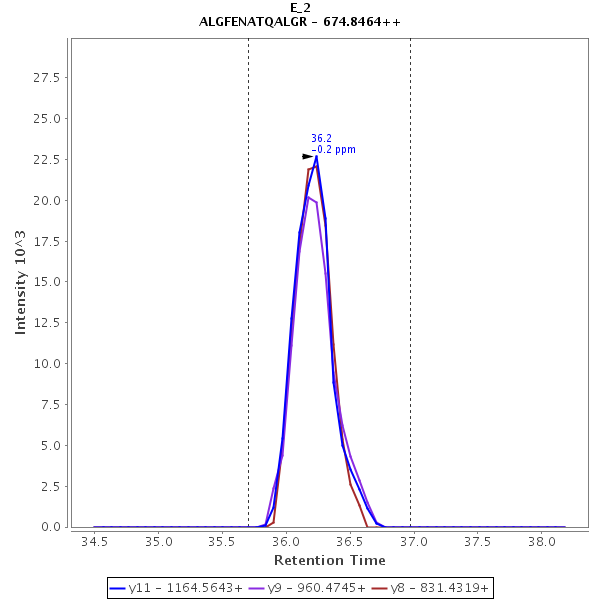 E_2
ALGFENATQALGR - 674.8464++
Intensity 10^3
27.5
25.0
22.5
20.0
17.5
15.0
12.5
10.0
7.5
5.0
2.5
0.0
36.2
-0.2 ppm
34.5 35.0 35.5 36.0 36.5 37.0 37.5 38.0
Retention Time
y11 - 1164.5643+ y9 - 960.4745+ y8 - 831.4319+